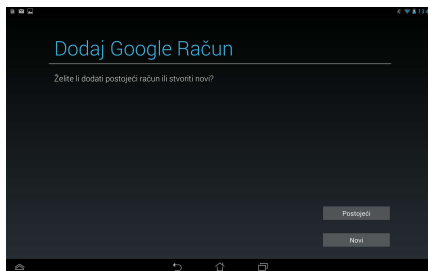 Dodaj Google Račun
Želite li dodati postojeći račun ili stvoriti novi?
Postojeći
Novi